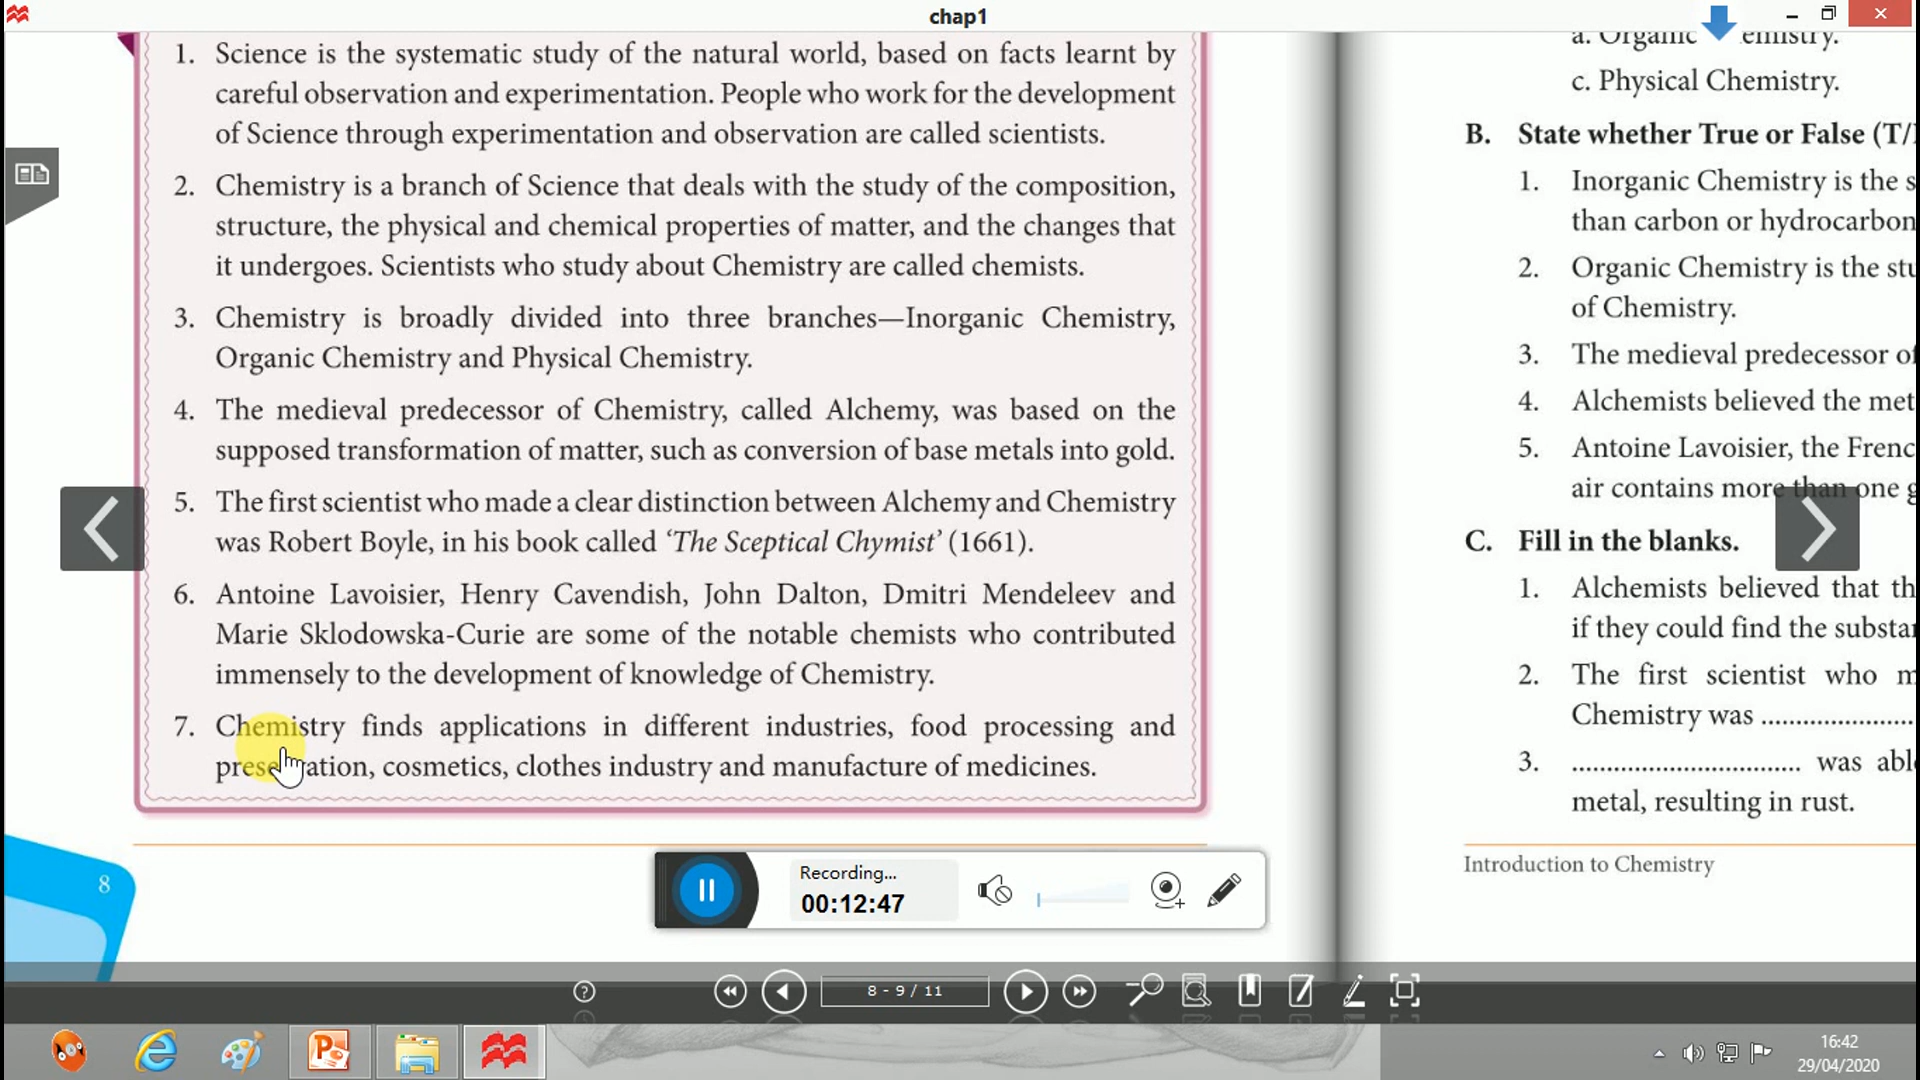 chap1
1. Science is the systematic study of the natural world, based on facts learnt by
careful observation and experimentation. People who work for the development
of Science through experimentation and observation are called scientists.
2. Chemistry is a branch of Science that deals with the study of the composition,
structure, the physical and chemical properties of matter, and the changes that
it undergoes. Scientists who study about Chemistry are called chemists.
3. Chemistry is broadly divided into three branches—Inorganic Chemistry,
Organic Chemistry and Physical Chemistry.
4. The medieval predecessor of Chemistry, called Alchemy, was based on the
supposed transformation of matter, such as conversion of base metals into gold.
5. The first scientist who made a clear distinction between Alchemy and Chemistry
was Robert Boyle, in his book called ‘The Sceptical Chymist’ (1661).
6. Antoine Lavoisier, Henry Cavendish, John Dalton, Dmitri Mendeleev and
Marie Sklodowska-Curie are some of the notable chemists who contributed
immensely to the development of knowledge of Chemistry.
7. Chemistry finds applications in different industries, food processing and
preservation, cosmetics, clothes industry and manufacture of medicines.
8
a. Organic
c. Physical Chemistry.
B. State whether True or False (T/
1. Inorganic Chemistry is the s
than carbon or hydrocarbon
2. Organic Chemistry is the stu
of Chemistry.
3. The medieval predecessor of
4. Alchemists believed the met
5. Antoine Lavoisier, the Frenc
air contains more than one g
C. Fill in the blanks.
1. Alchemists believed that th
if they could find the substan
2. The first scientist who m
Chemistry was ......................
3. .............................. was able
metal, resulting in rust.
Introduction to Chemistry
Recording...
00:12:47
8 - 9 / 11
16:42
29/04/2020